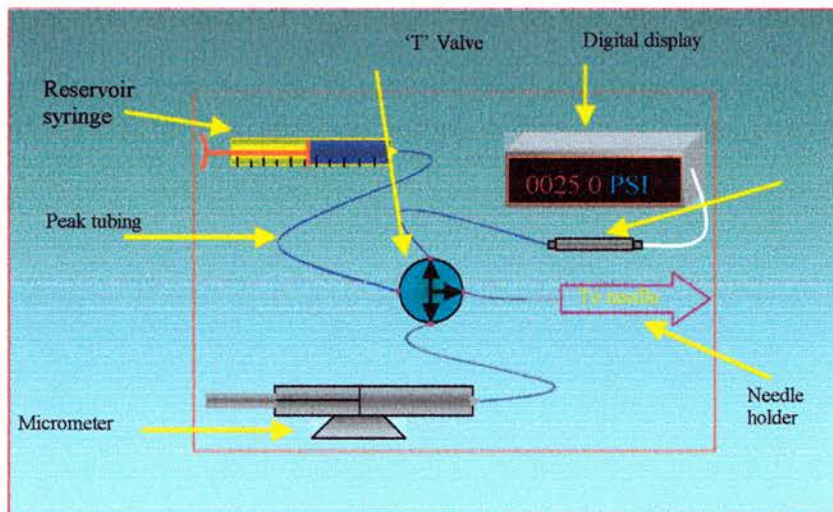 'T' Valve
Digital display
Reservoir
syringe
0025.0 PSI
Peak tubing
To needle
Needle
holder
Micrometer